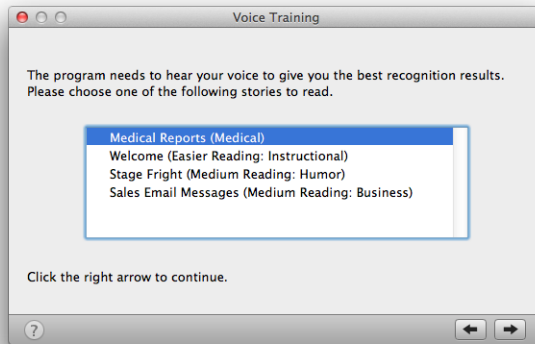 Voice Training
The program needs to hear your voice to give you the best recognition results.
Please choose one of the following stories to read.
Medical Reports (Medical)
Welcome (Easier Reading: Instructional)
Stage Fright (Medium Reading: Humor)
Sales Email Messages (Medium Reading: Business)
Click the right arrow to continue.
?